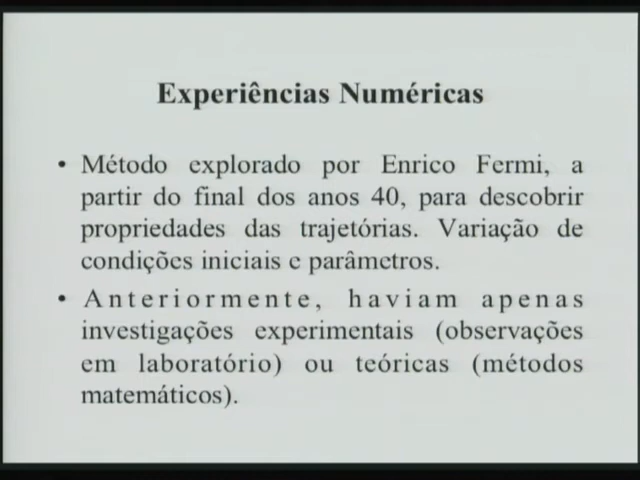 Experiências Numéricas
• Método explorado por Enrico Fermi, a
partir do final dos anos 40, para descobrir
propriedades das trajetórias. Variação de
condições iniciais e parâmetros.
• Anteriormente, haviam apenas
investigações experimentais (observações
em laboratório) ou teóricas (métodos
matemáticos).